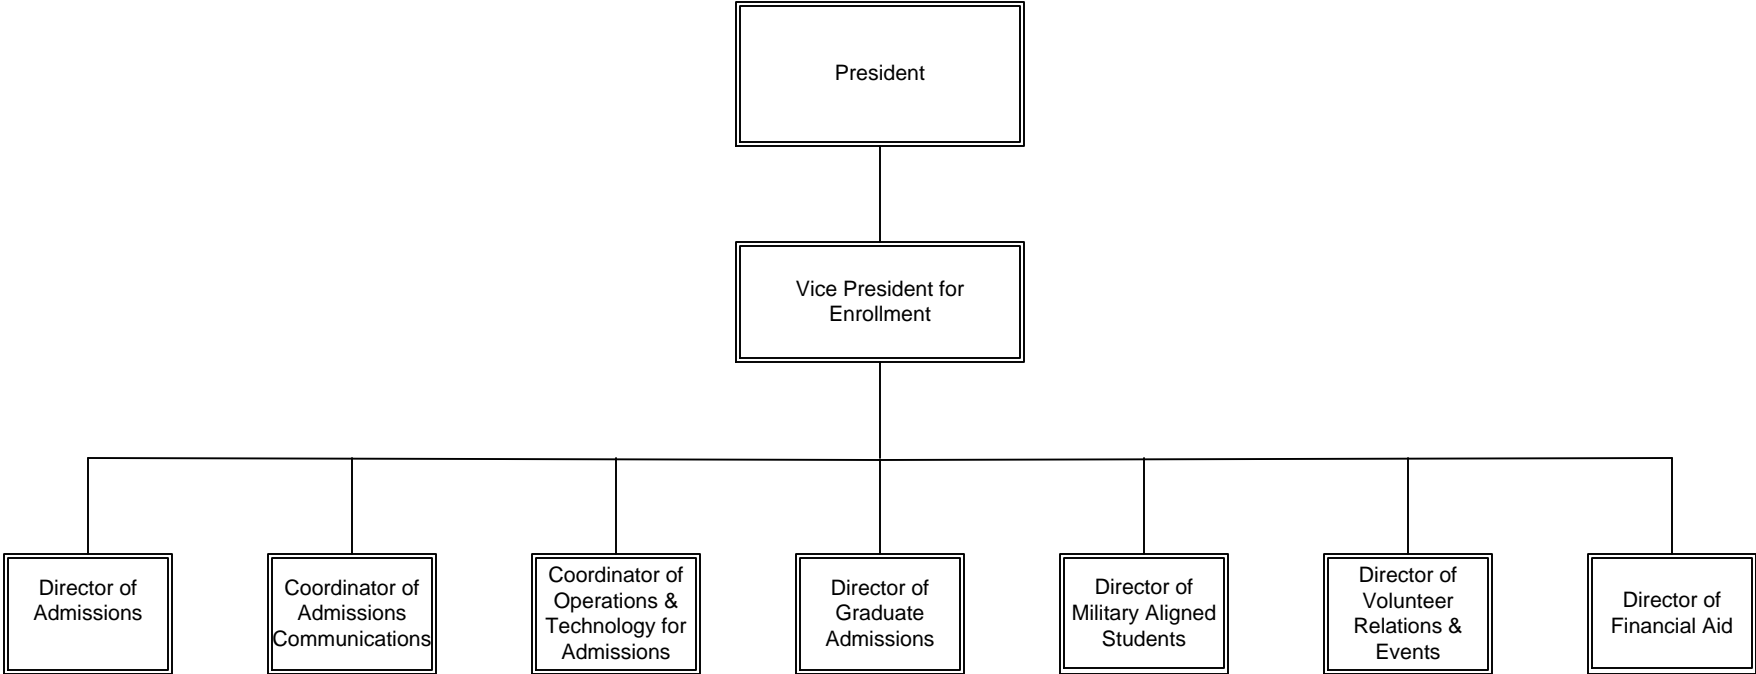 President
Vice President for
Enrollment
Director of
Admissions
Coordinator of
Admissions
Communications
Coordinator of
Operations &
Technology for
Admissions
Director of
Graduate
Admissions
Director of
Military Aligned
Students
Director of
Volunteer
Relations &
Events
Director of
Financial Aid